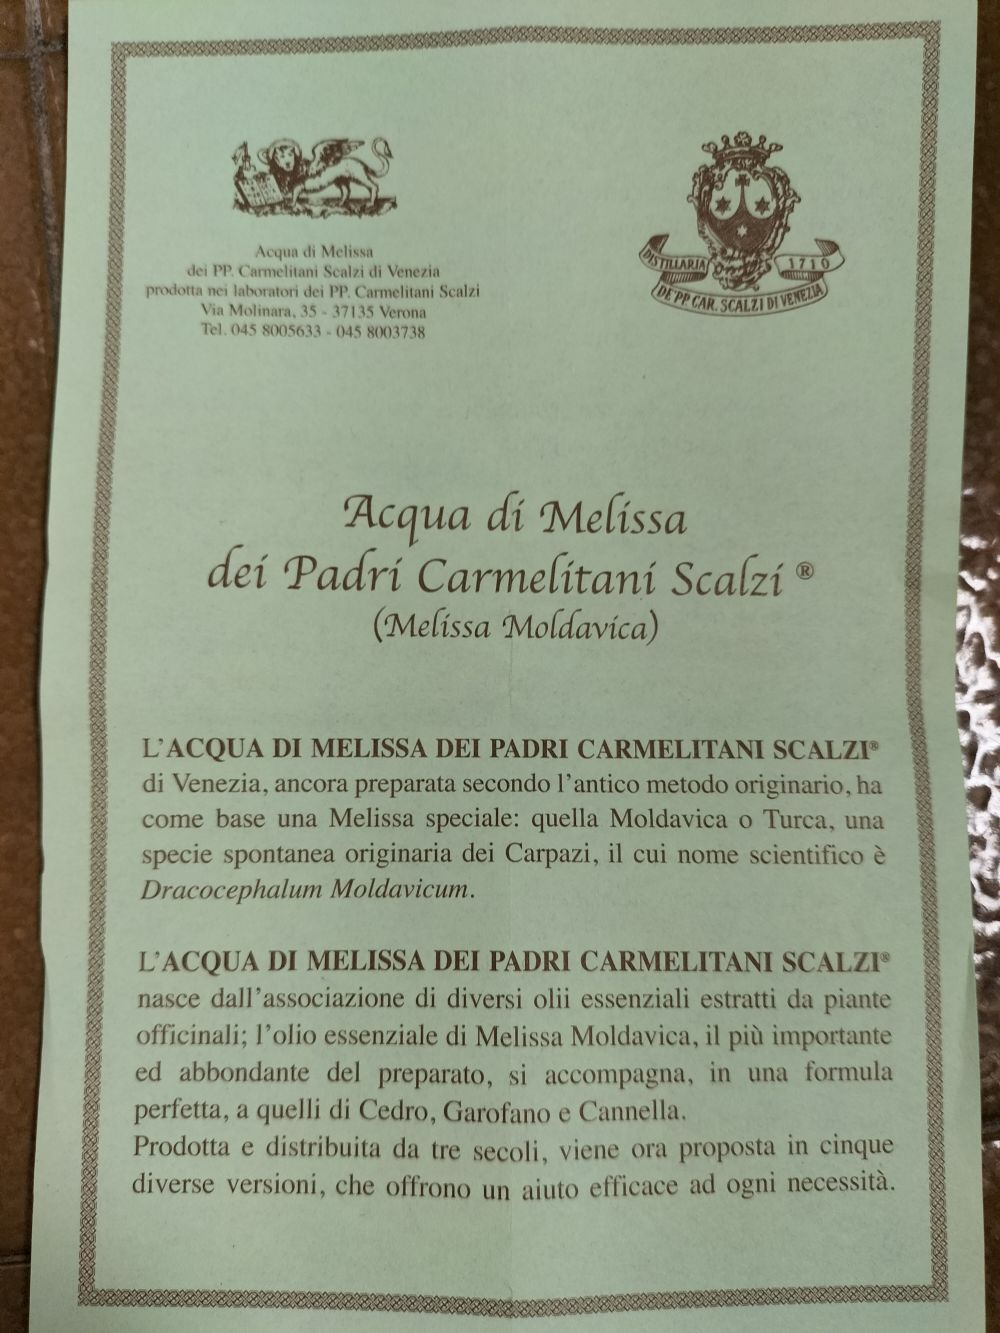 Acqua di Melissa
dei PP. Carmelitani Scalzi di Venezia
prodotta nei laboratori dei PP. Carmelitani Scalzi
Via Molinara, 35 - 37135 Verona
Tel. 045 8005633 - 045 8003738
DISTILLARIA 1710
DE' PP. CAR. SCALZI DI VENEZIA
Acqua di Melissa
dei Padri Carmelitani Scalzi ®
(Melissa Moldavica)
L'ACQUA DI MELISSA DEI PADRI CARMELITANI SCALZI®
di Venezia, ancora preparata secondo l'antico metodo originario, ha
come base una Melissa speciale: quella Moldavica o Turca, una
specie spontanea originaria dei Carpazi, il cui nome scientifico è
Dracocephalum Moldavicum.
L'ACQUA DI MELISSA DEI PADRI CARMELITANI SCALZI®
nasce dall'associazione di diversi olii essenziali estratti da piante
officinali; l'olio essenziale di Melissa Moldavica, il più importante
ed abbondante del preparato, si accompagna, in una formula
perfetta, a quelli di Cedro, Garofano e Cannella.
Prodotta e distribuita da tre secoli, viene ora proposta in cinque
diverse versioni, che offrono un aiuto efficace ad ogni necessità.